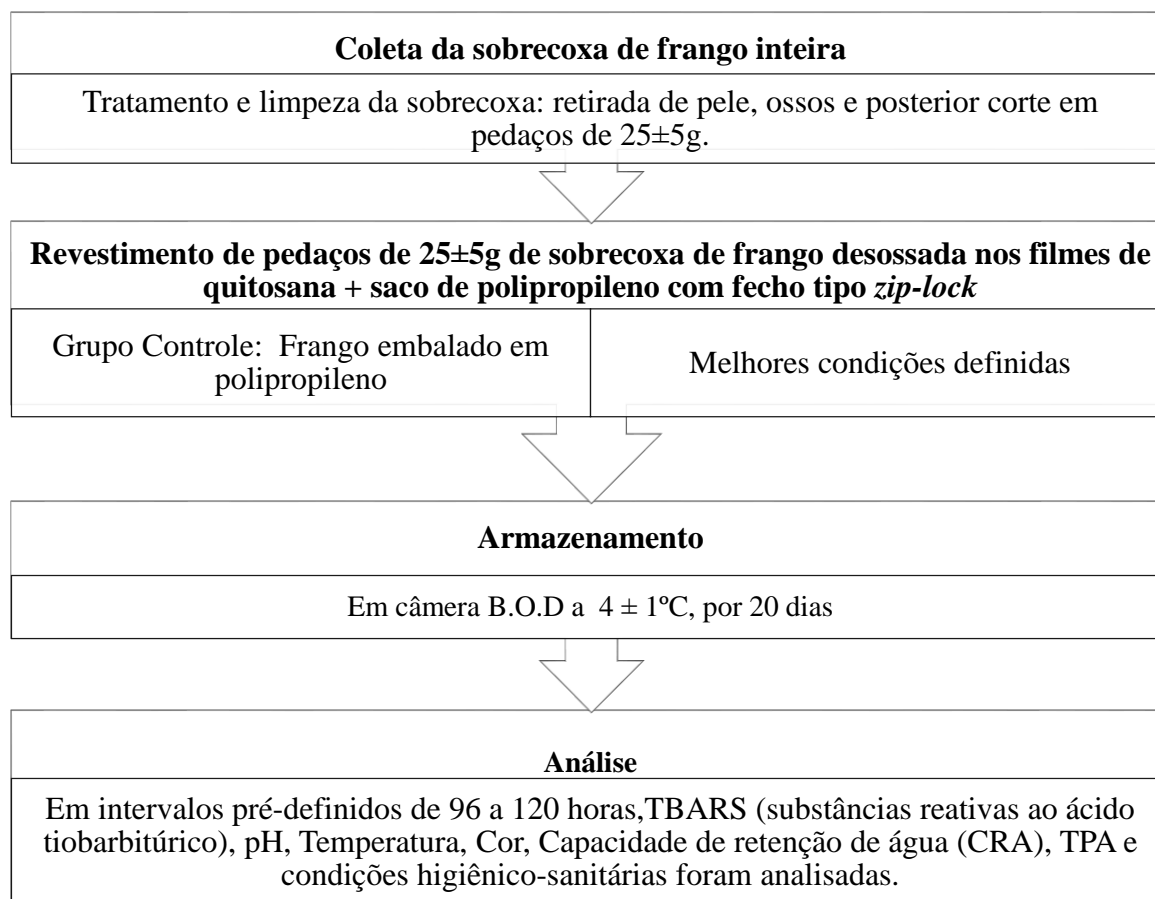 Coleta da sobrecoxa de frango inteira
Tratamento e limpeza da sobrecoxa: retirada de pele, ossos e posterior corte em
pedaços de 25±5g.
Revestimento de pedaços de 25±5g de sobrecoxa de frango desossada nos filmes de
quitosana + saco de polipropileno com fecho tipo zip-lock
Grupo Controle: Frango embalado em
polipropileno
Melhores condições definidas
Armazenamento
Em câmera B.O.D a 4 ± 1ºC, por 20 dias
Análise
Em intervalos pré-definidos de 96 a 120 horas,TBARS (substâncias reativas ao ácido
tiobarbitúrico), pH, Temperatura, Cor, Capacidade de retenção de água (CRA), TPA e
condições higiênico-sanitárias foram analisadas.